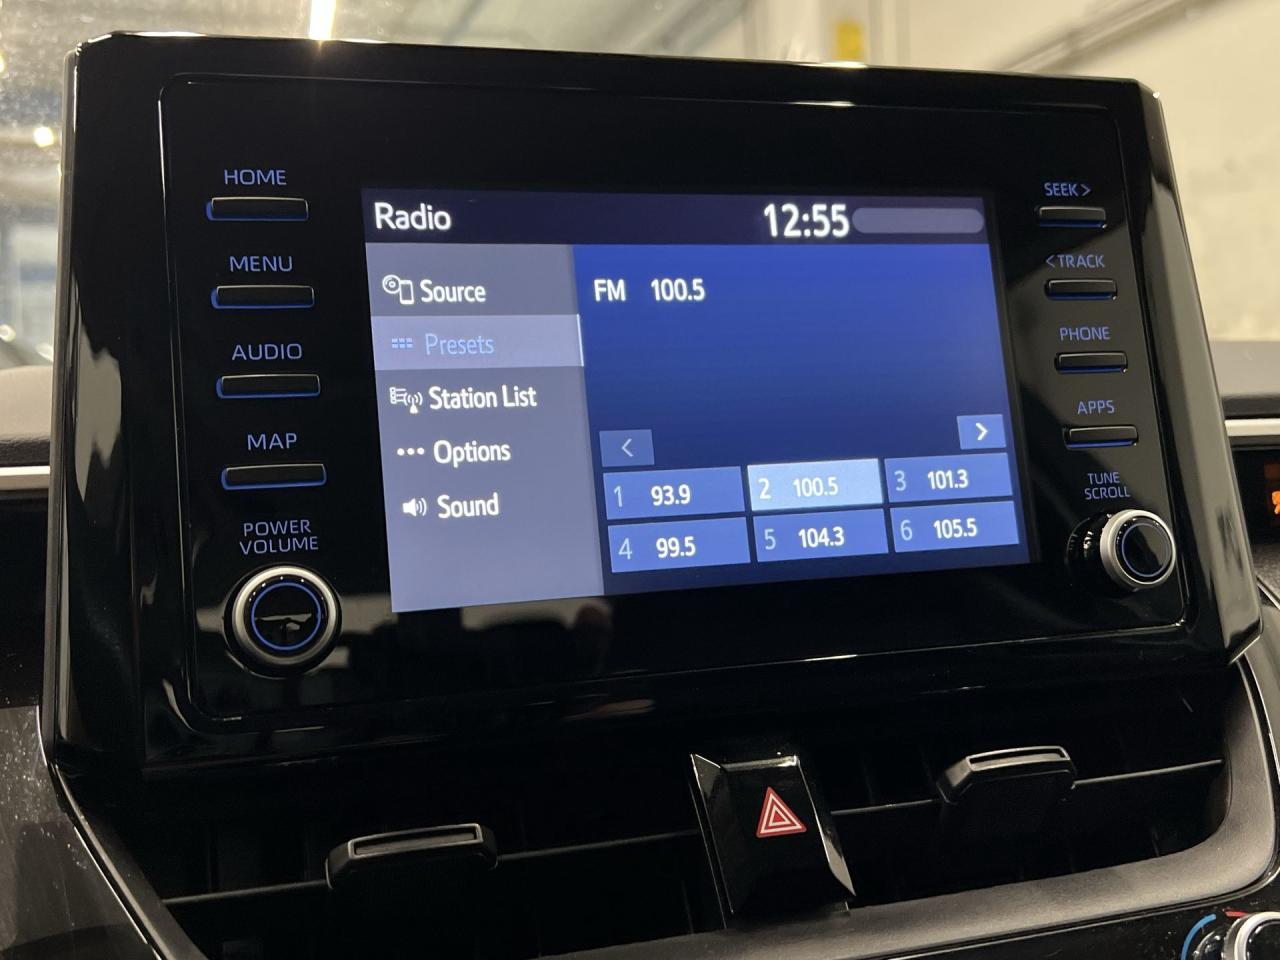 HOME
MENU
AUDIO
MAP
POWER
VOLUME
Radio
12:55
Source
Presets
Station List
Options
Sound
FM 100.5
<
>
1 93.9
2 100.5
3 101.3
4 99.5
5 104.3
6 105.5
SEEK>
<TRACK
PHONE
APPS
TUNE
SCROLL